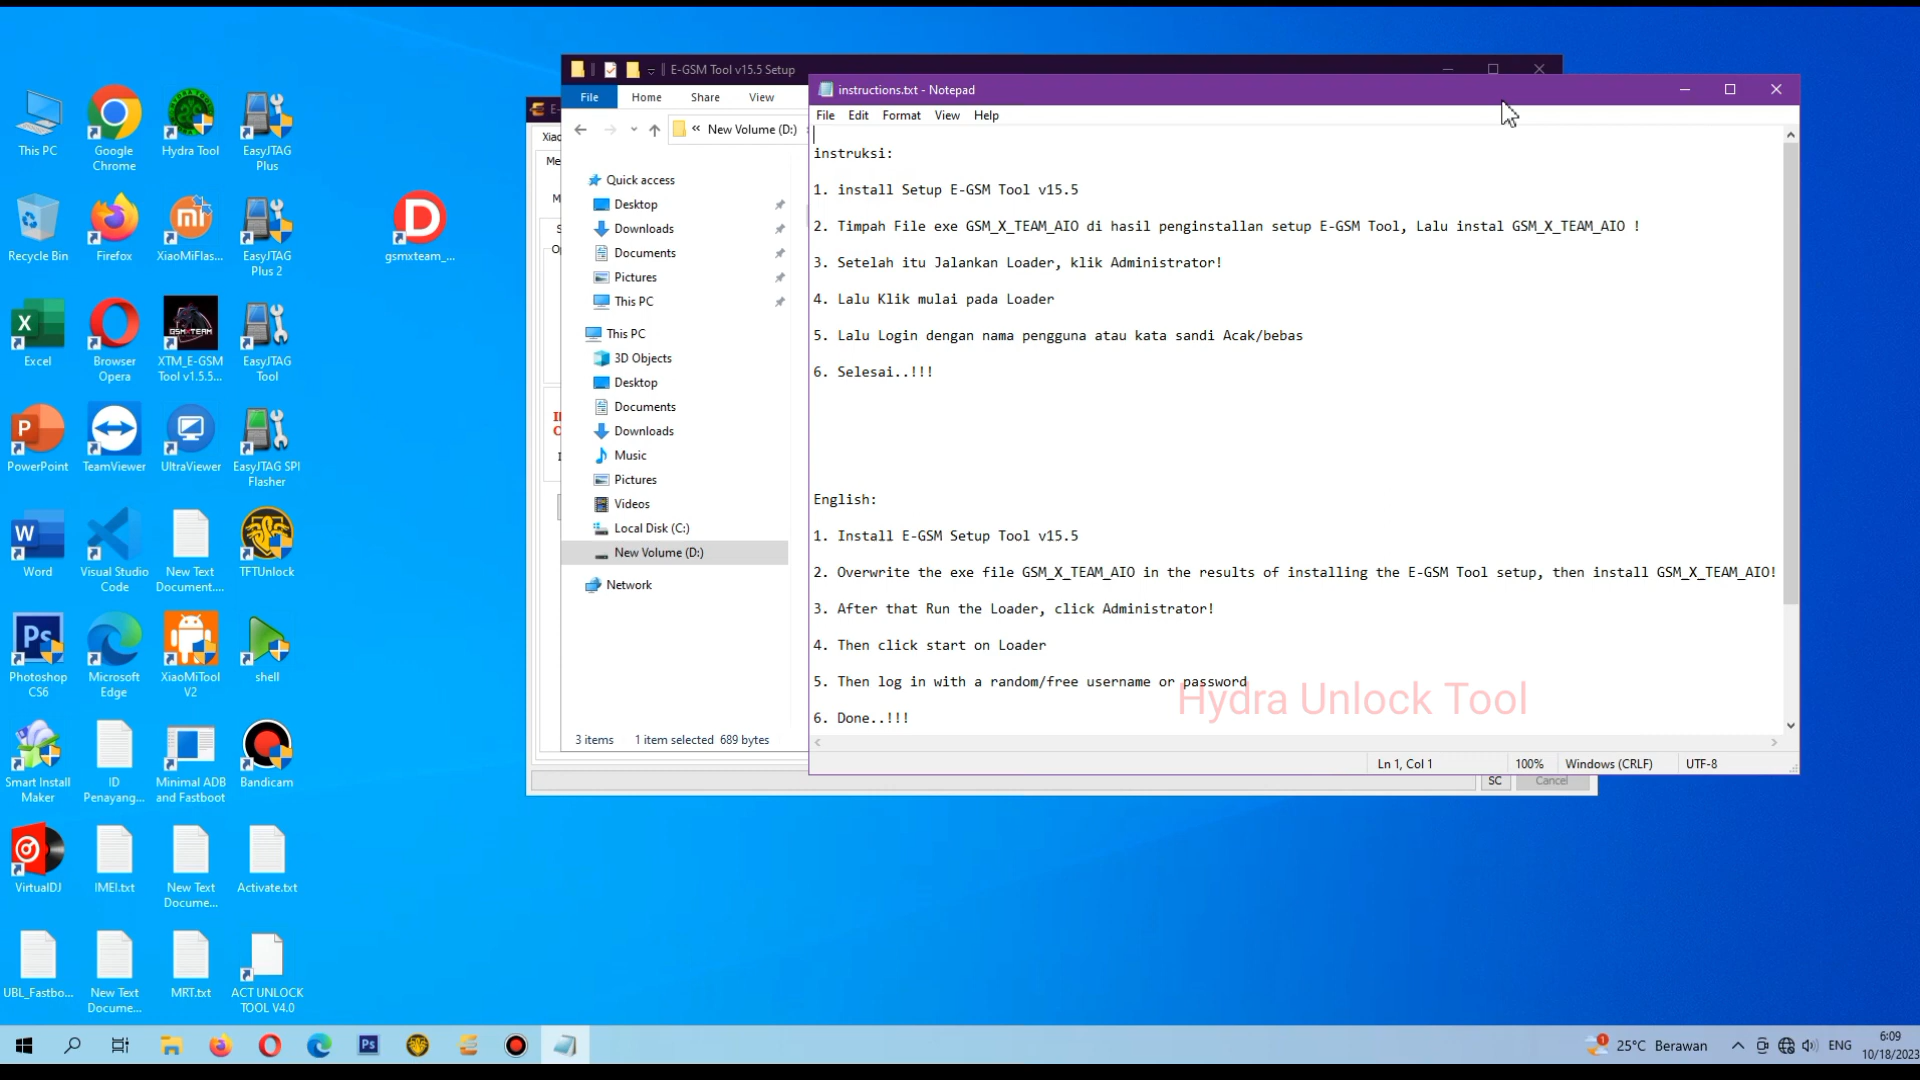 This PC
Google Chrome
Hydra Tool
EasyJTAG Plus
Recycle Bin
Firefox
XiaoMiFlas...
EasyJTAG Plus 2
gsmxteam_...
Excel
Browser Opera
XTM_E-GSM Tool v1.5.5...
EasyJTAG Tool
PowerPoint
TeamViewer
UltraViewer
EasyJTAG SPI Flasher
Word
Visual Studio Code
New Text Document....
TFTUnlock
Photoshop CS6
Microsoft Edge
XiaoMiTool V2
shell
Smart Install Maker
ID Penayang...
Minimal ADB and Fastboot
Bandicam
VirtualDJ
IMEI.txt
New Text Docume...
Activate.txt
UBL_Fastbo...
New Text Docume...
MRT.txt
ACT UNLOCK TOOL V4.0
E-GSM Tool v15.5 Setup
File Home Share View
« New Volume (D:)
Quick access
Desktop
Downloads
Documents
Pictures
This PC
This PC
3D Objects
Desktop
Documents
Downloads
Music
Pictures
Videos
Local Disk (C:)
New Volume (D:)
Network
3 items 1 item selected 689 bytes
instructions.txt - Notepad
File Edit Format View Help
instruksi:
1. install Setup E-GSM Tool v15.5
2. Timpah File exe GSM_X_TEAM_AIO di hasil penginstallan setup E-GSM Tool, Lalu instal GSM_X_TEAM_AIO !
3. Setelah itu Jalankan Loader, klik Administrator!
4. Lalu Klik mulai pada Loader
5. Lalu Login dengan nama pengguna atau kata sandi Acak/bebas
6. Selesai..!!!
English:
1. Install E-GSM Setup Tool v15.5
2. Overwrite the exe file GSM_X_TEAM_AIO in the results of installing the E-GSM Tool setup, then install GSM_X_TEAM_AIO!
3. After that Run the Loader, click Administrator!
4. Then click start on Loader
5. Then log in with a random/free username or password
Hydra Unlock Tool
6. Done..!!!
Ln 1, Col 1 100% Windows (CRLF) UTF-8
SC Cancel
25°C Berawan ENG 6:09
10/18/2023